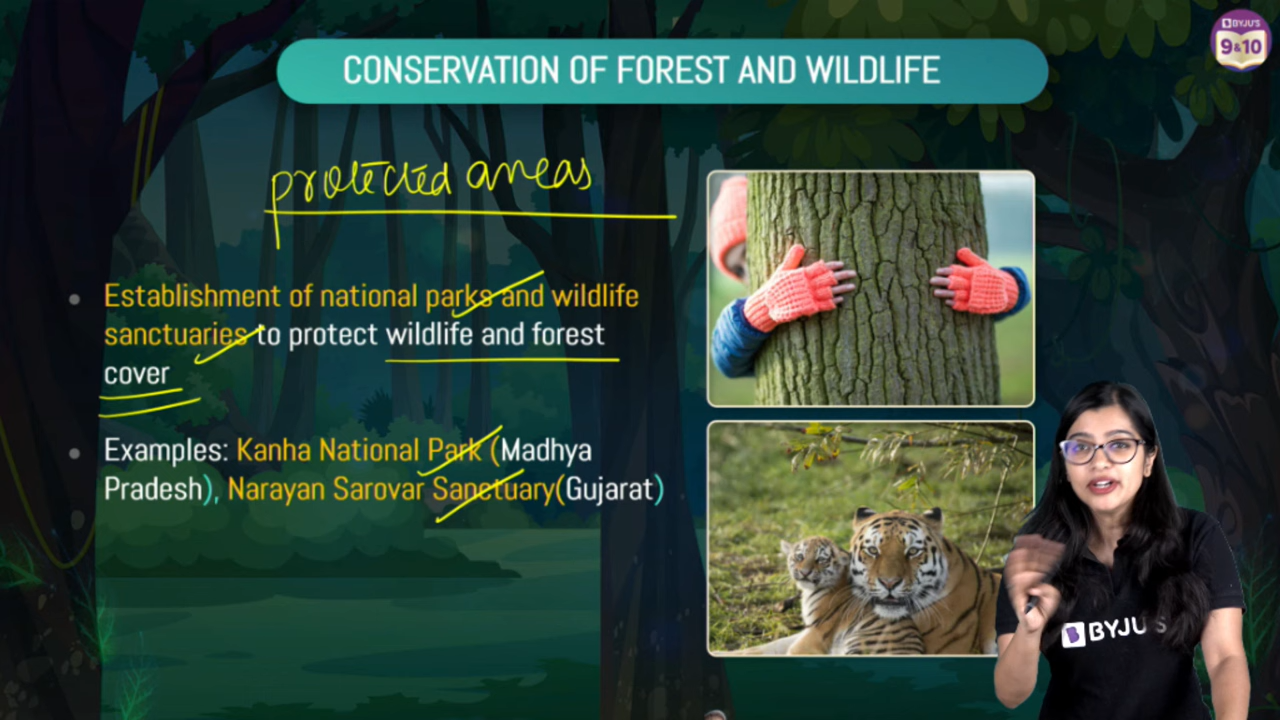 BYJU'S
9&10
CONSERVATION OF FOREST AND WILDLIFE
protected areas
Establishment of national parks and wildlife
sanctuaries to protect wildlife and forest
cover
Examples: Kanha National Park (Madhya
Pradesh), Narayan Sarovar Sanctuary(Gujarat)
BYJU'S